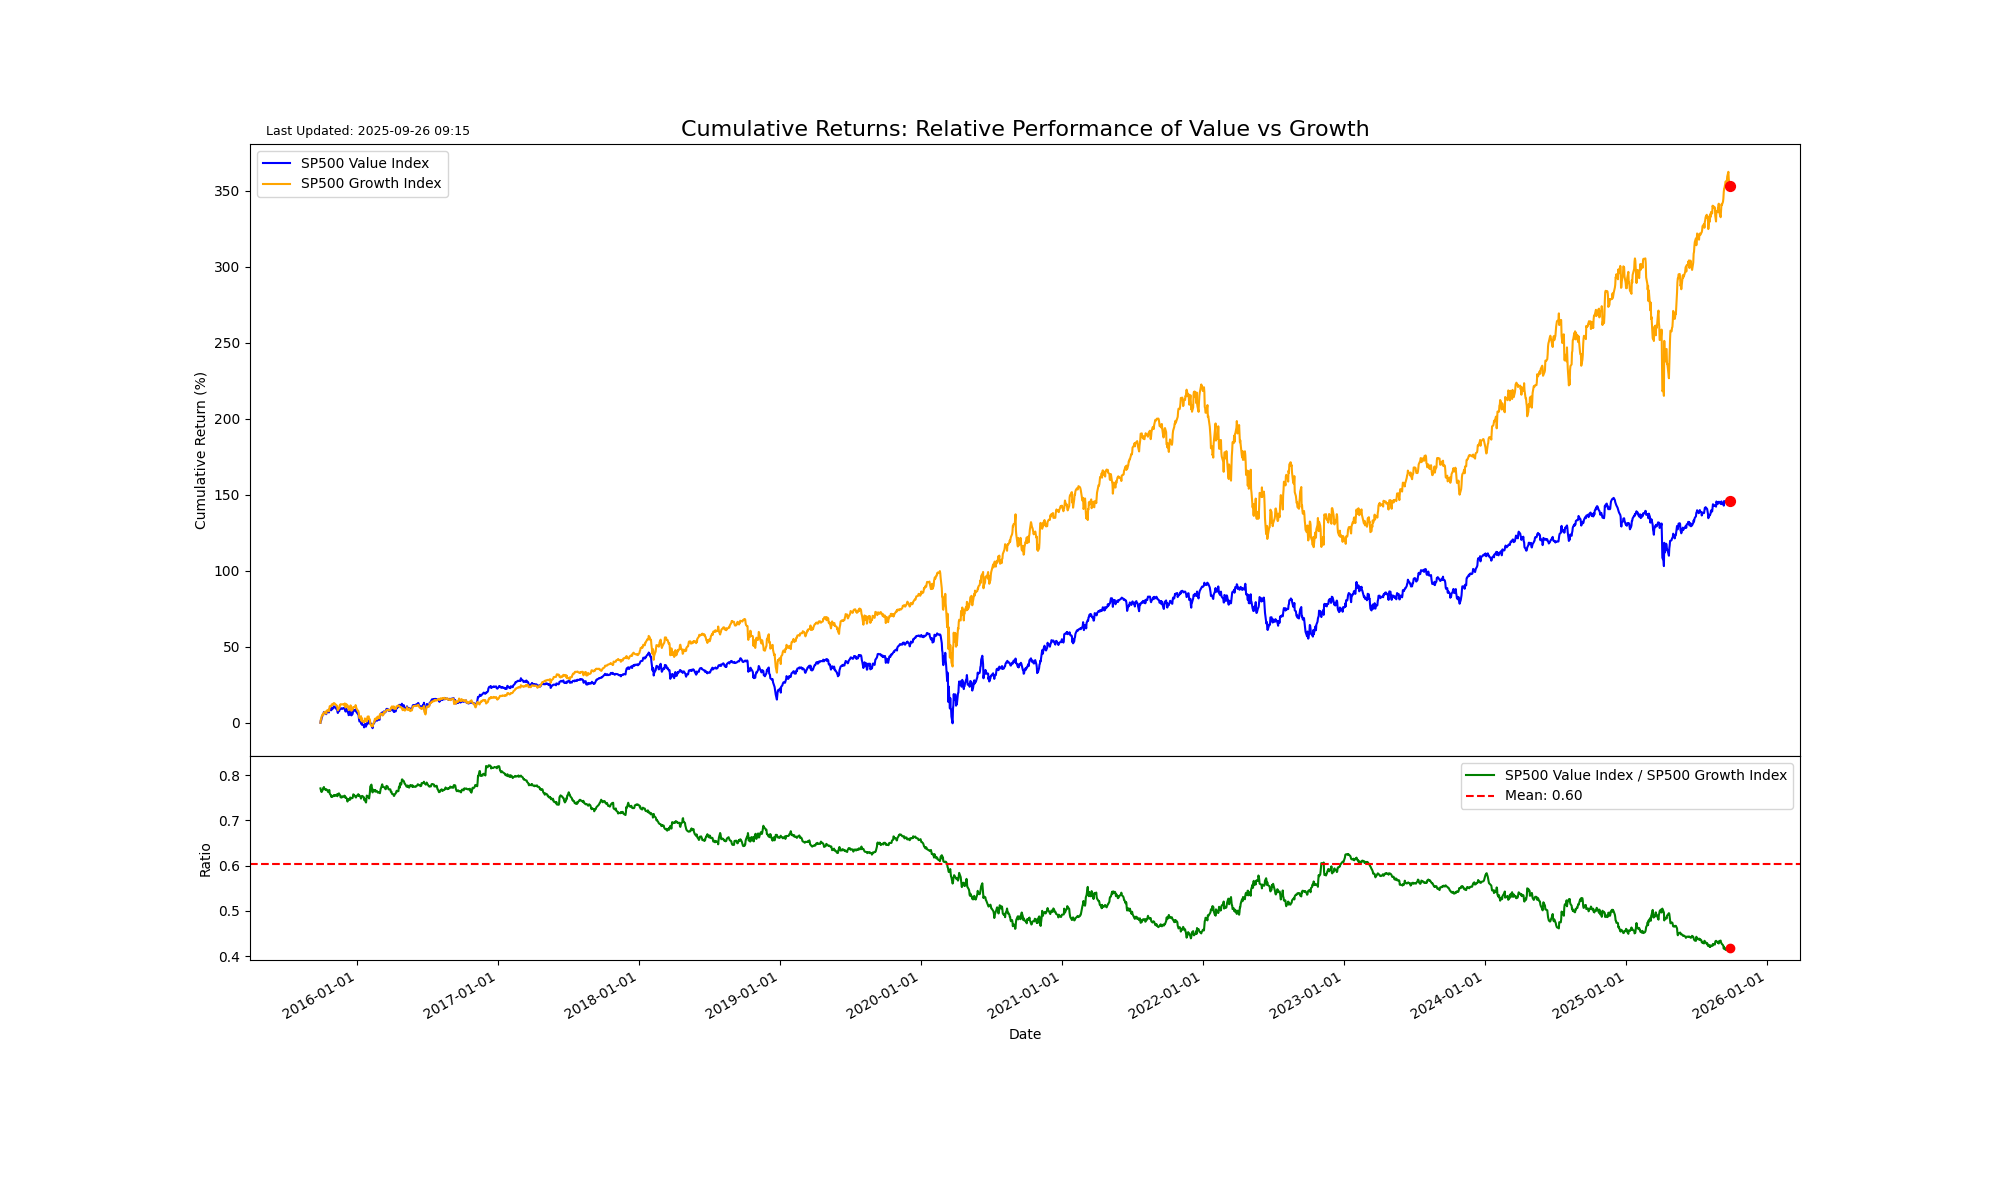 Last Updated: 2025-09-26 09:15
Cumulative Returns: Relative Performance of Value vs Growth
SP500 Value Index
SP500 Growth Index
Cumulative Return (%)
350
300
250
200
150
100
50
0
SP500 Value Index / SP500 Growth Index
Mean: 0.60
Ratio
0.8
0.7
0.6
0.5
0.4
2016-01-01
2017-01-01
2018-01-01
2019-01-01
2020-01-01
2021-01-01
2022-01-01
2023-01-01
2024-01-01
2025-01-01
2026-01-01
Date